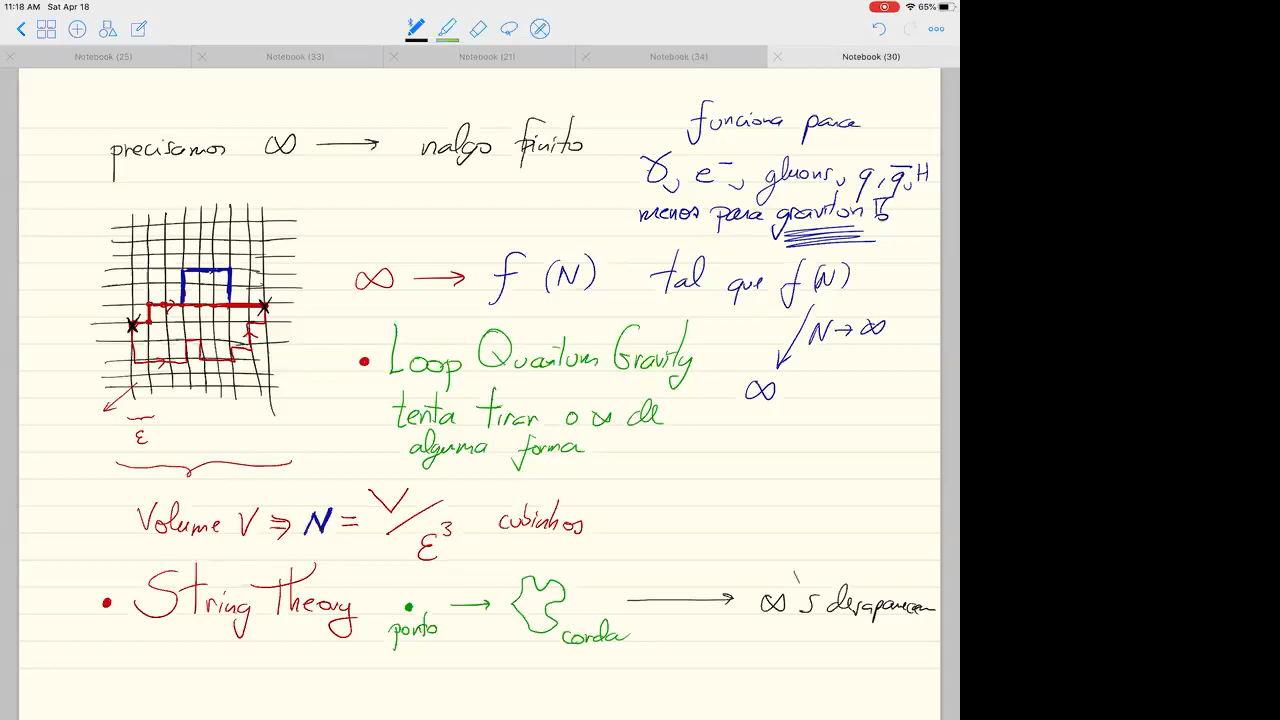 11:18 AM Sat Apr 18
65%
Notebook (25)
Notebook (33)
Notebook (21)
Notebook (34)
Notebook (30)
precisamos ∞ → nalgo finito
funciona para
γ, e⁻, gluons, q, q̄, H
menos para graviton
∞ → f (N) tal que f(N)
N → ∞
∞
• Loop Quantum Gravity
tenta tirar o ∞ de
alguma forma
ε
Volume V ⇒ N = V/ε³ cubinhos
• String Theory
ponto → corda → ∞'s desaparecem